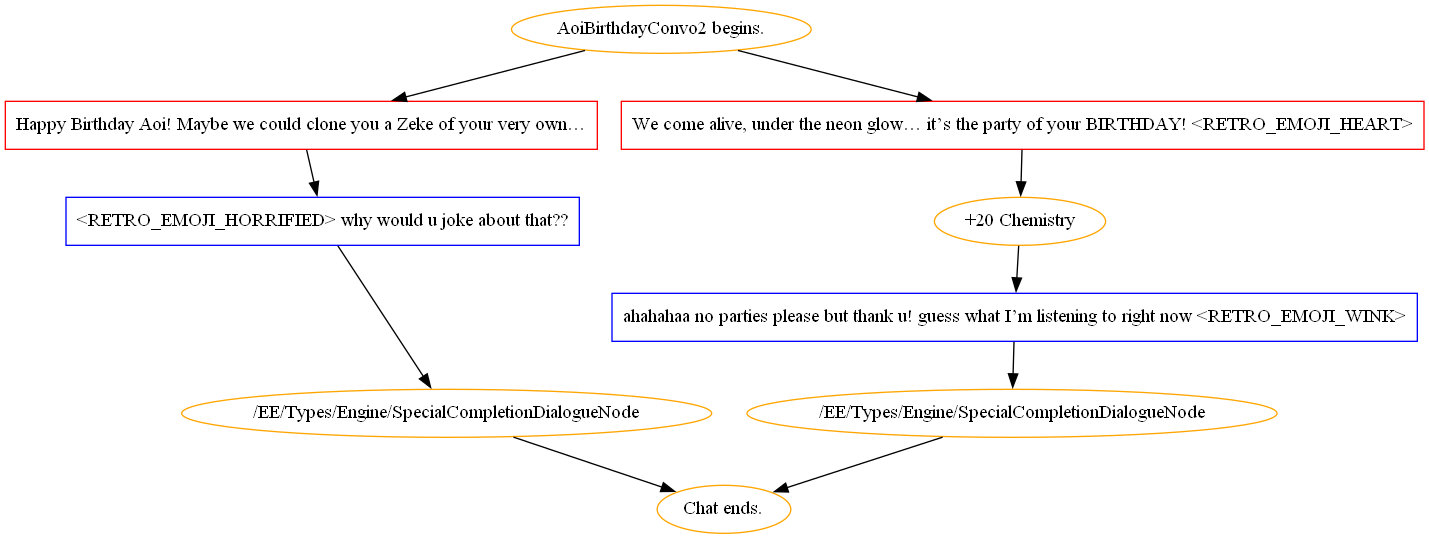 AoiBirthdayConvo2 begins.
Happy Birthday Aoi! Maybe we could clone you a Zeke of your very own…
We come alive, under the neon glow… it’s the party of your BIRTHDAY! <RETRO_EMOJI_HEART>
<RETRO_EMOJI_HORRIFIED> why would u joke about that??
+20 Chemistry
ahahahaa no parties please but thank u! guess what I’m listening to right now <RETRO_EMOJI_WINK>
/EE/Types/Engine/SpecialCompletionDialogueNode
/EE/Types/Engine/SpecialCompletionDialogueNode
Chat ends.